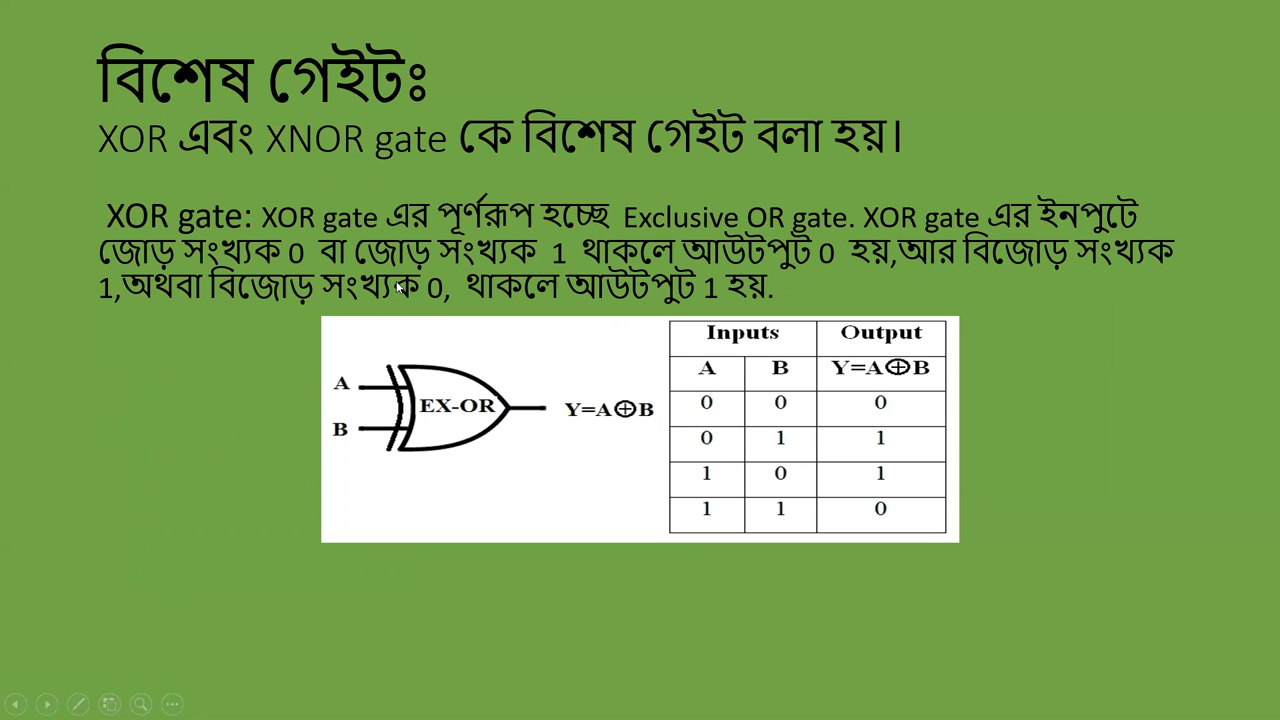 বিশেষ গেইটঃ
XOR এবং XNOR gate কে বিশেষ গেইট বলা হয়।
XOR gate: XOR gate এর পূর্ণরূপ হচ্ছে Exclusive OR gate. XOR gate এর ইনপুটে
জোড় সংখ্যক 0 বা জোড় সংখ্যক 1 থাকলে আউটপুট 0 হয়,আর বিজোড় সংখ্যক
1,অথবা বিজোড় সংখ্যক 0, থাকলে আউটপুট 1 হয়.
A
B
EX-OR
Y=A⊕B
Inputs Output
A B Y=A⊕B
0 0 0
0 1 1
1 0 1
1 1 0